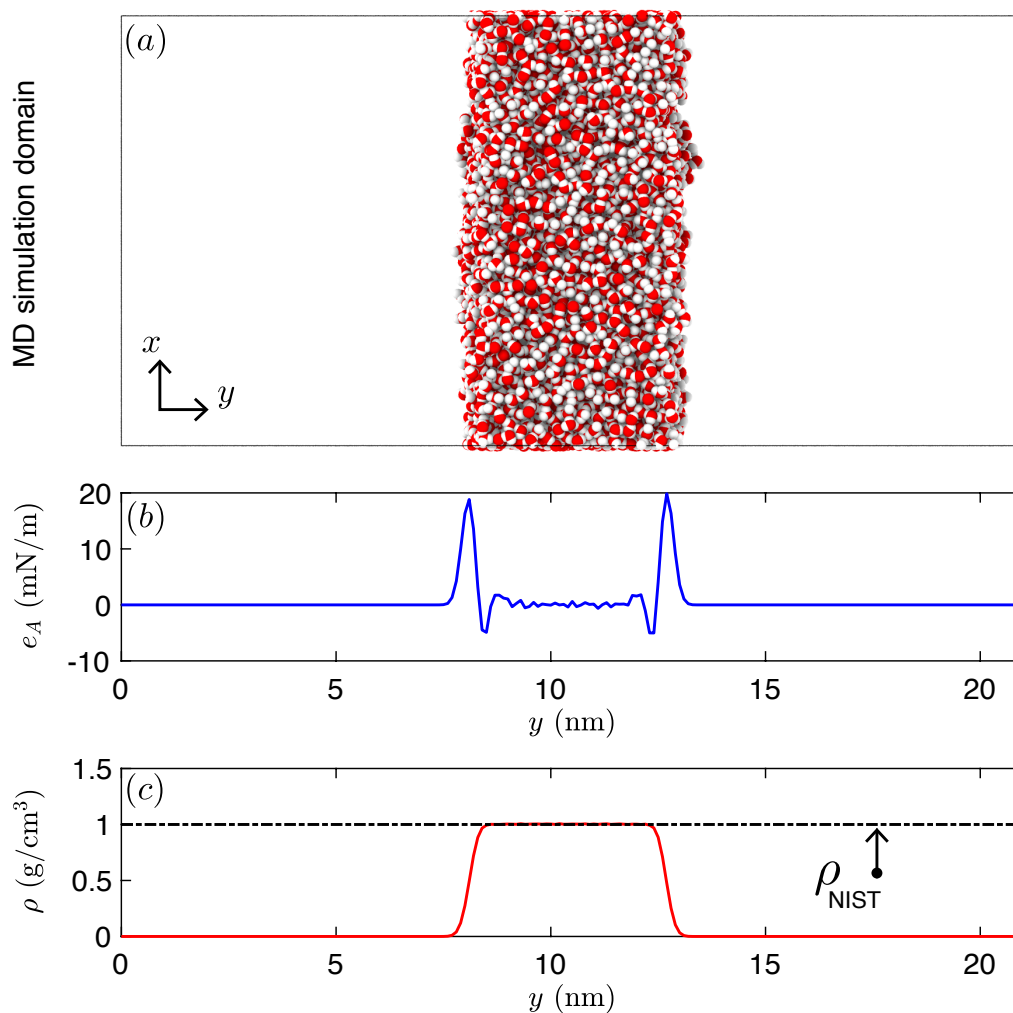 (a)
MD simulation domain
x
y
(b)
20
10
0
-10
e_A (mN/m)
0 5 10 15 20
y (nm)
(c)
1.5
1
0.5
0
ρ (g/cm³)
ρ_NIST
0 5 10 15 20
y (nm)